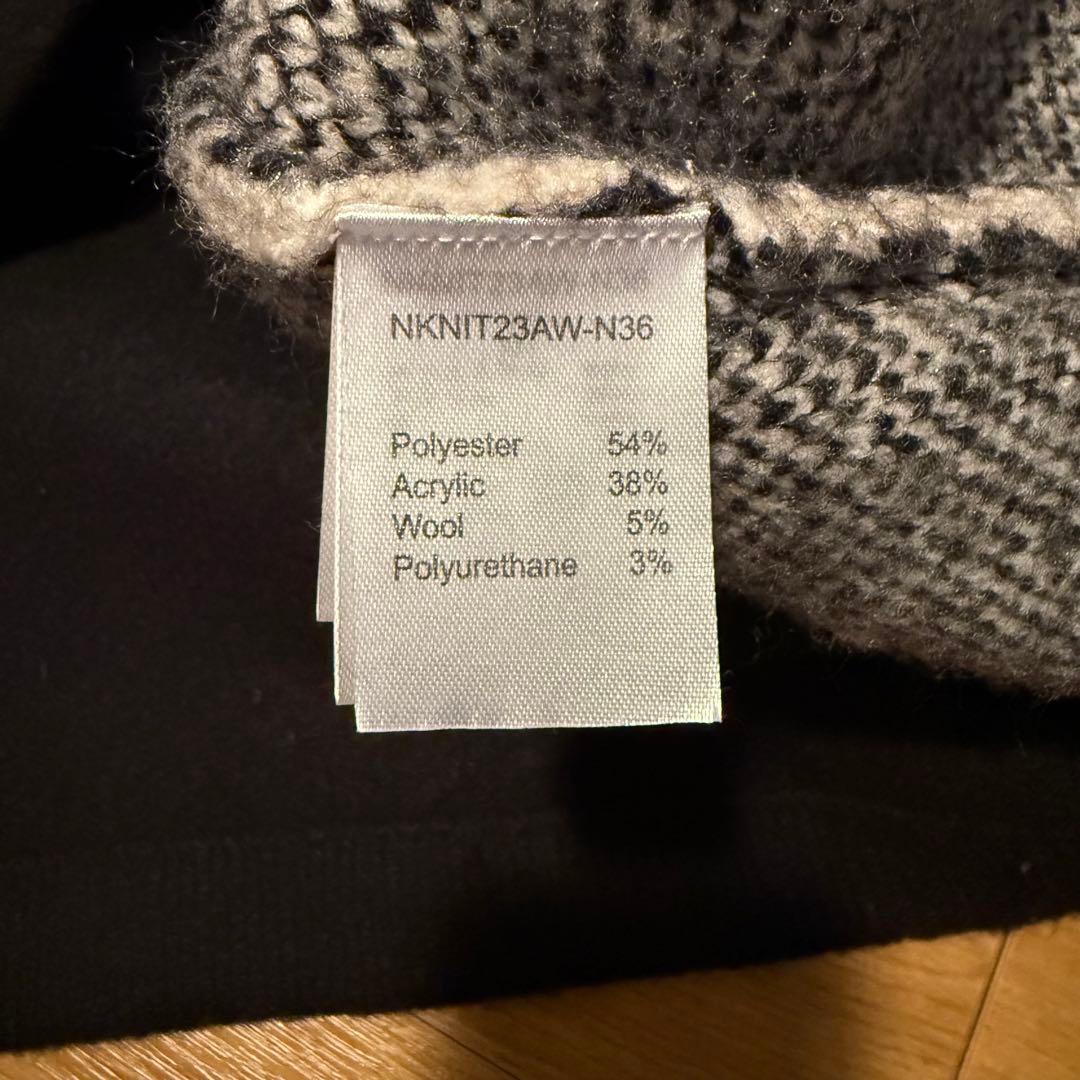 NKNIT23AW-N36
Polyester 54%
Acrylic 38%
Wool 5%
Polyurethane 3%